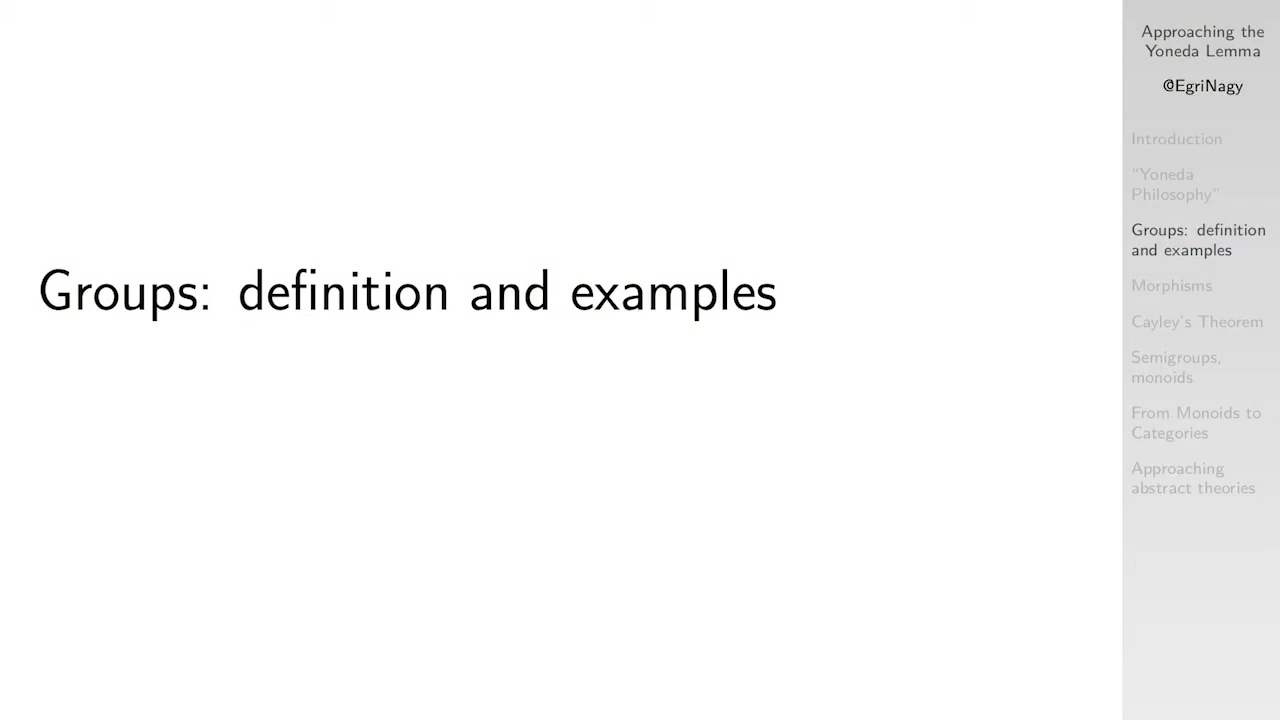 Groups: definition and examples
Approaching the
Yoneda Lemma
@EgriNagy
Introduction
“Yoneda
Philosophy”
Groups: definition
and examples
Morphisms
Cayley's Theorem
Semigroups,
monoids
From Monoids to
Categories
Approaching
abstract theories